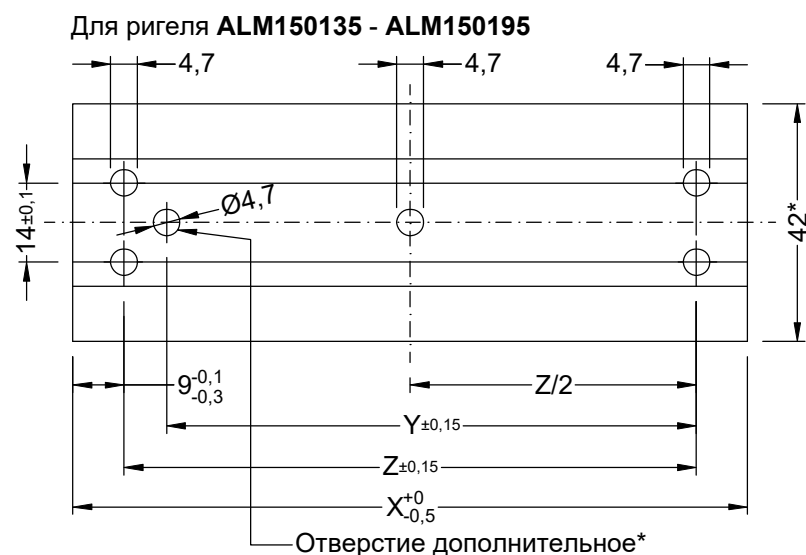 Для ригеля ALM150135 - ALM150195
4,7 4,7 4,7
14±0,1
Ø4,7
42*
9-0,1 -0,3
Z/2
Y±0,15
Z±0,15
X+0 -0,5
Отверстие дополнительное*